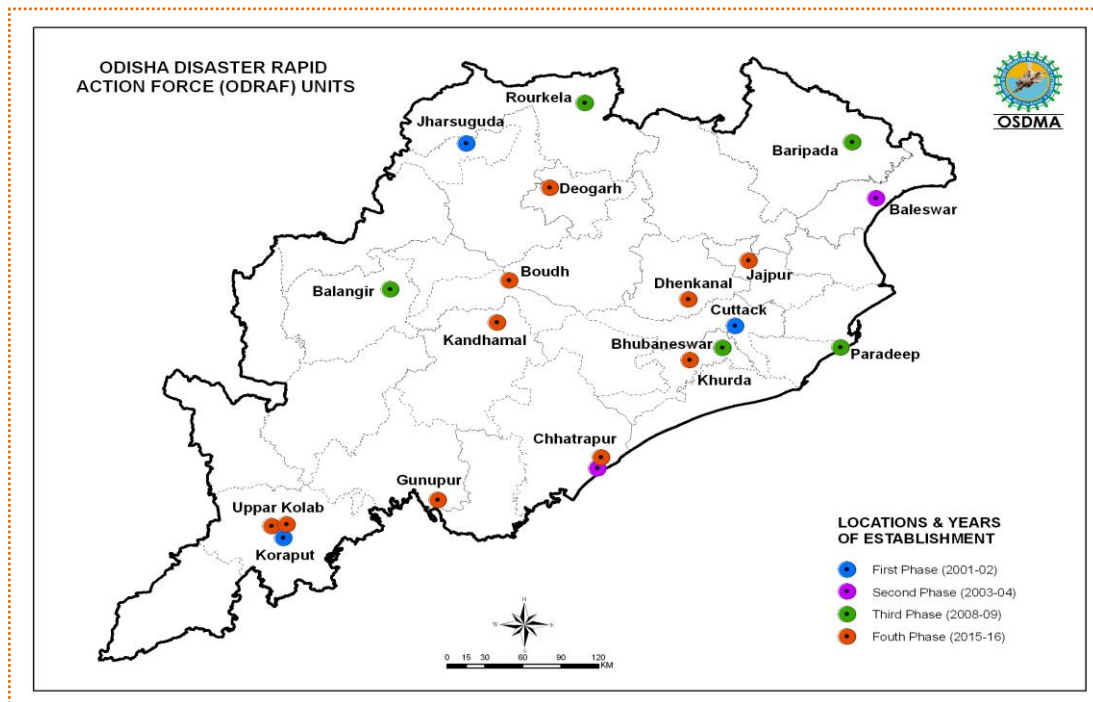 ODISHA DISASTER RAPID
ACTION FORCE (ODRAF) UNITS
OSDMA
Rourkela
Jharsuguda
Baripada
Deogarh
Baleswar
Jajpur
Boudh
Balangir
Dhenkanal
Cuttack
Kandhamal
Bhubaneswar
Paradeep
Khurda
Chhatrapur
Gunupur
Uppar Kolab
Koraput
LOCATIONS & YEARS
OF ESTABLISHMENT
First Phase (2001-02)
Second Phase (2003-04)
Third Phase (2008-09)
Fouth Phase (2015-16)
N
W
E
S
0 15 30 60 90 120
KM